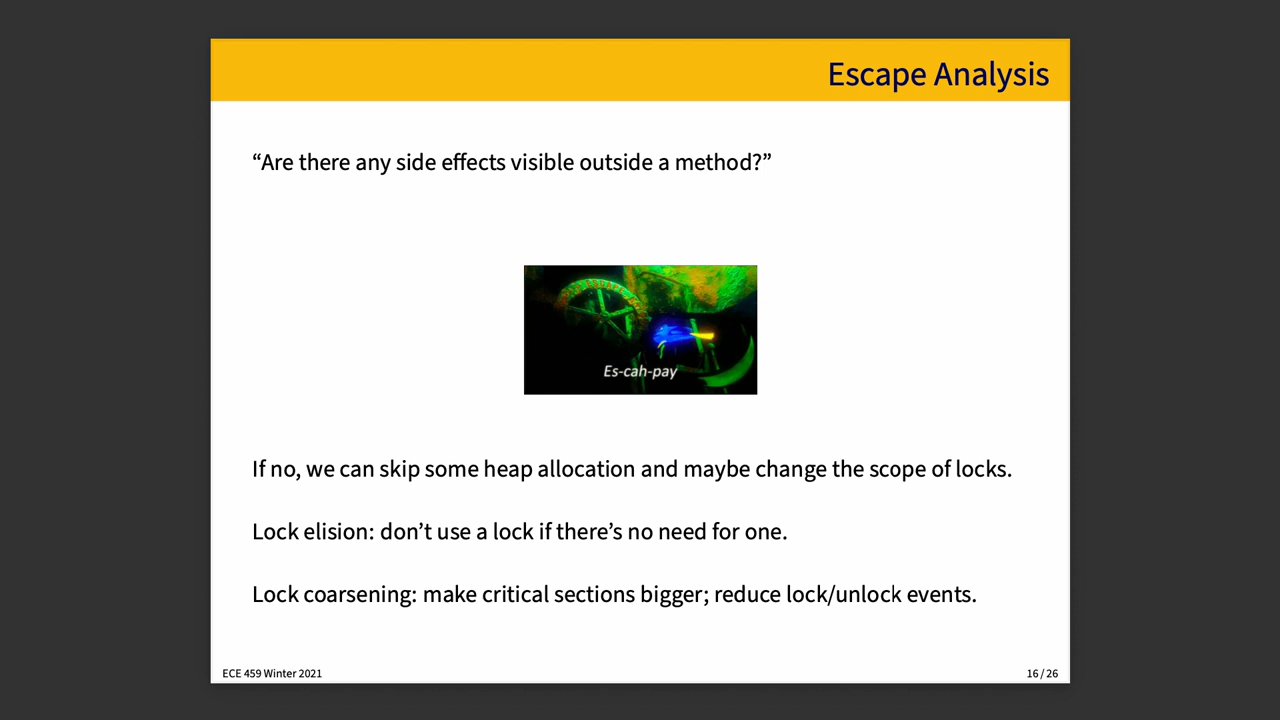 Escape Analysis
“Are there any side effects visible outside a method?”
Es-cah-pay
If no, we can skip some heap allocation and maybe change the scope of locks.
Lock elision: don’t use a lock if there’s no need for one.
Lock coarsening: make critical sections bigger; reduce lock/unlock events.
ECE 459 Winter 2021
16 / 26